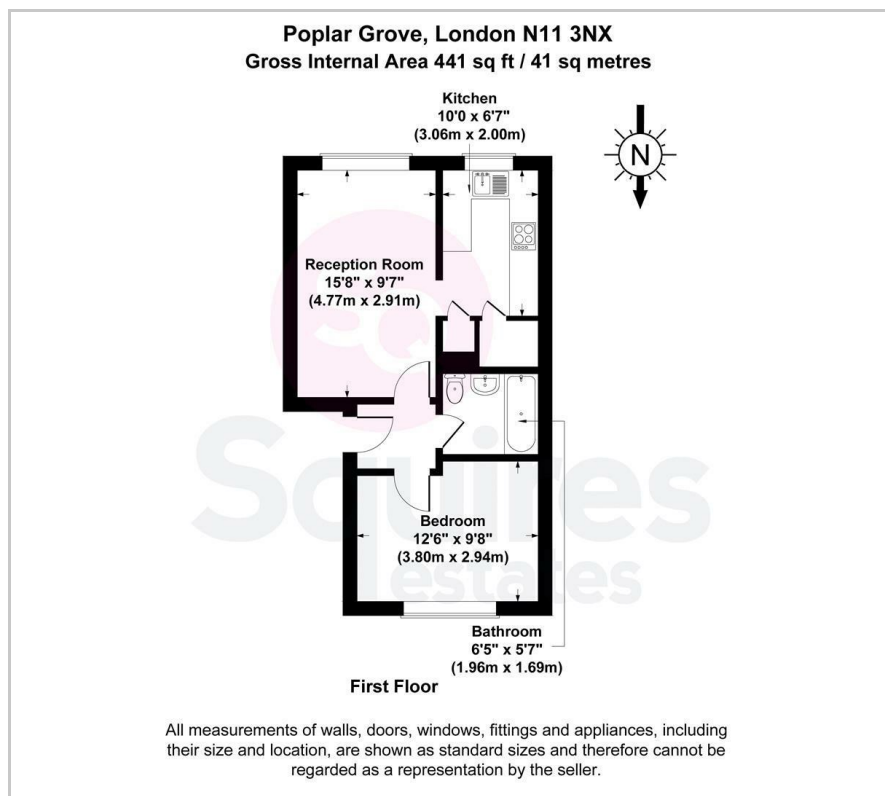 Poplar Grove, London N11 3NX
Gross Internal Area 441 sq ft / 41 sq metres
Kitchen
10'0 x 6'7"
(3.06m x 2.00m)
N
Reception Room
15'8" x 9'7"
(4.77m x 2.91m)
SQ
Squires
estates
Bedroom
12'6" x 9'8"
(3.80m x 2.94m)
Bathroom
6'5" x 5'7"
(1.96m x 1.69m)
First Floor
All measurements of walls, doors, windows, fittings and appliances, including
their size and location, are shown as standard sizes and therefore cannot be
regarded as a representation by the seller.